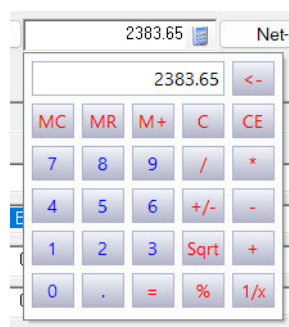 2383.65 Net-
2383.65 <-
MC MR M+ C CE
7 8 9 / *
4 5 6 +/- -
E
1 2 3 Sqrt +
0 . = % 1/x